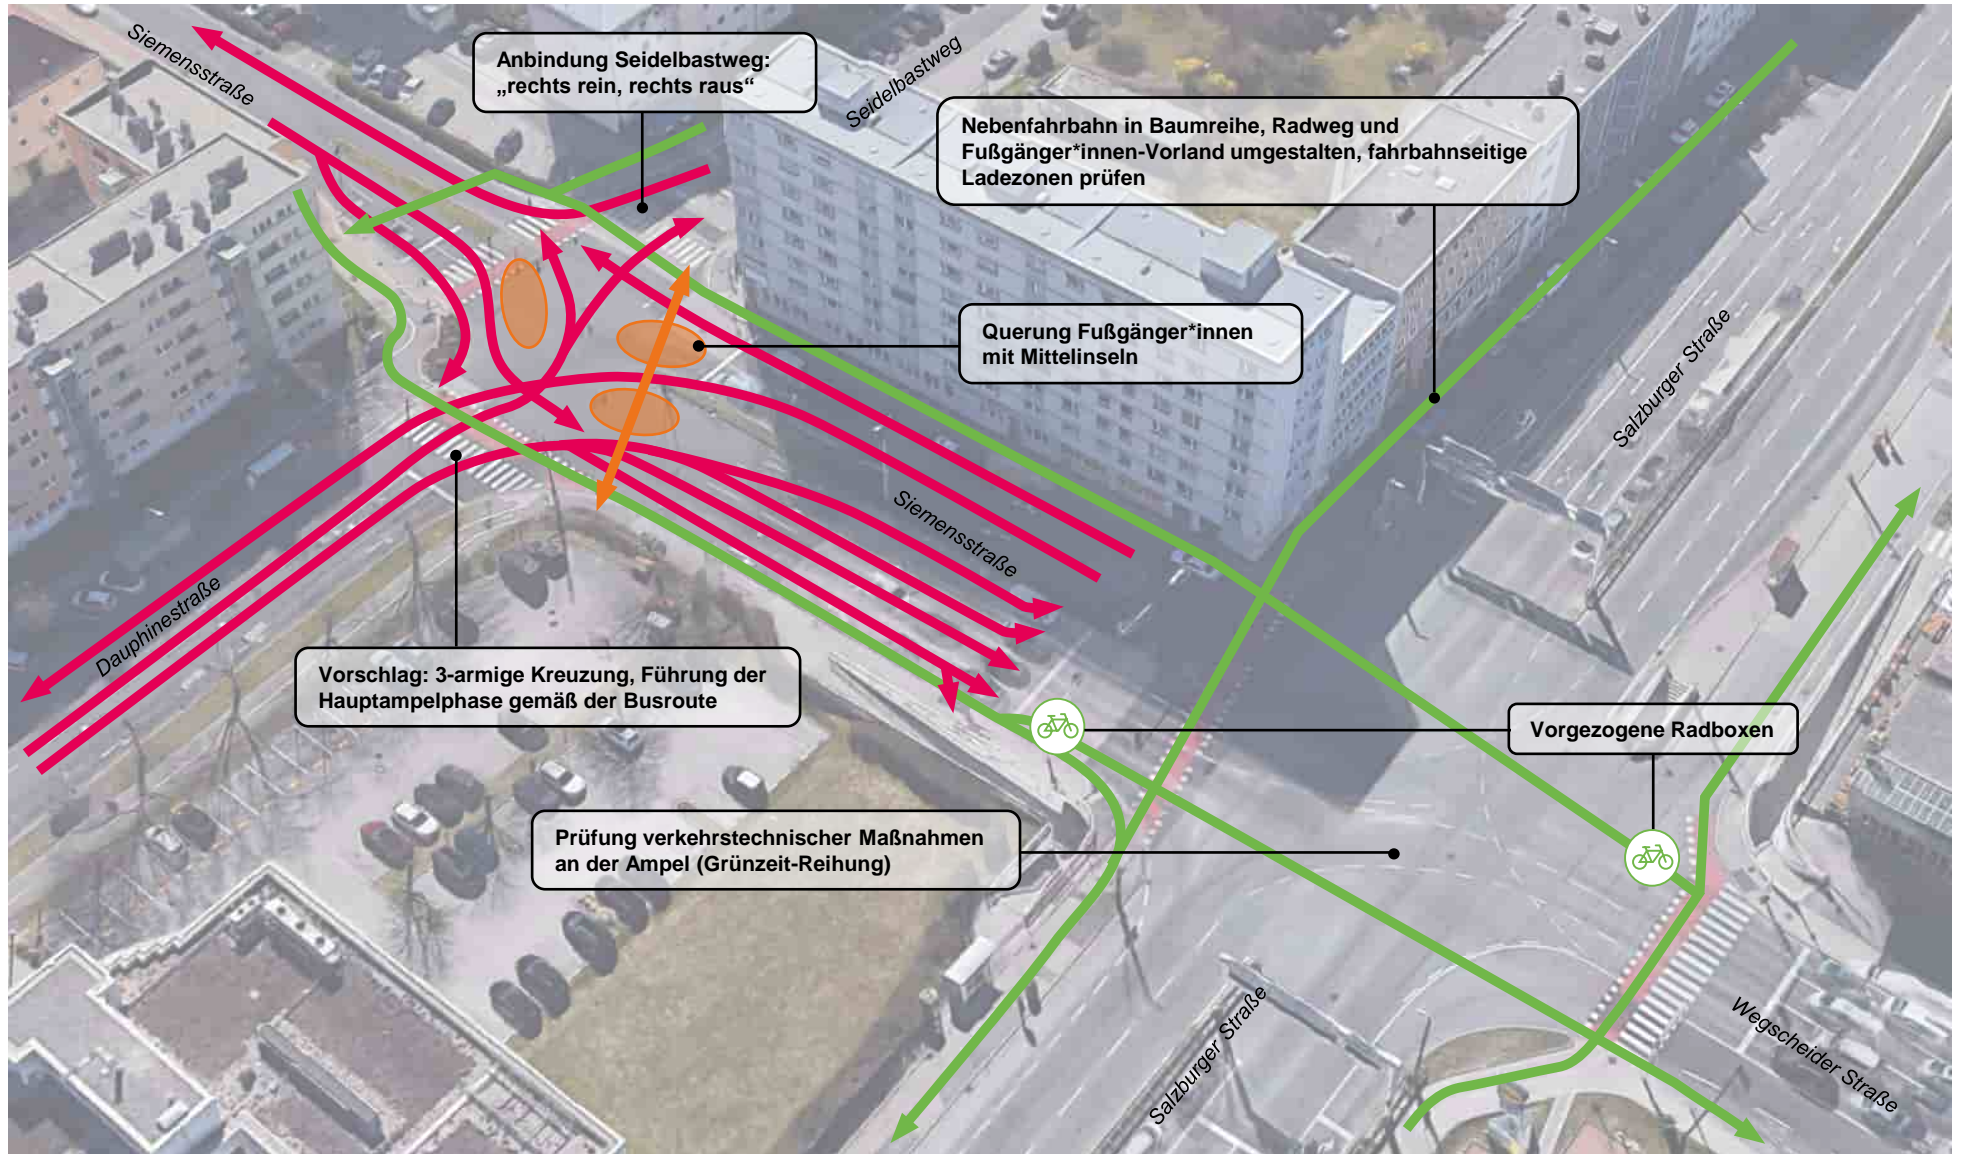 Siemensstraße
Anbindung Seidelbastweg:
„rechts rein, rechts raus“
Seidelbastweg
Nebenfahrbahn in Baumreihe, Radweg und
Fußgänger*innen-Vorland umgestalten, fahrbahnseitige
Ladezonen prüfen
Querung Fußgänger*innen
mit Mittelinseln
Salzburger Straße
Siemensstraße
Dauphinestraße
Vorschlag: 3-armige Kreuzung, Führung der
Hauptampelphase gemäß der Busroute
Vorgezogene Radboxen
Prüfung verkehrstechnischer Maßnahmen
an der Ampel (Grünzeit-Reihung)
Salzburger Straße
Wegscheider Straße